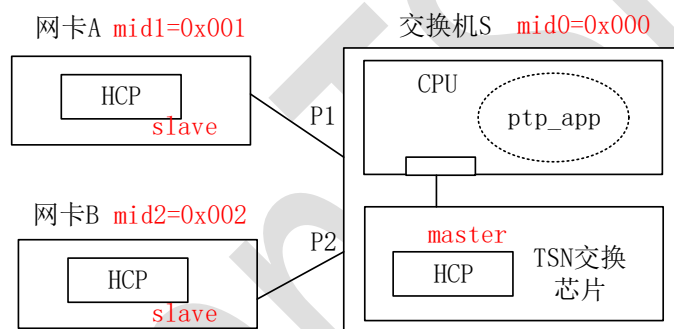 网卡A mid1=0x001
HCP
slave
P1
网卡B mid2=0x002
HCP
slave
P2
交换机S mid0=0x000
CPU
ptp_app
master
HCP
TSN交换
芯片